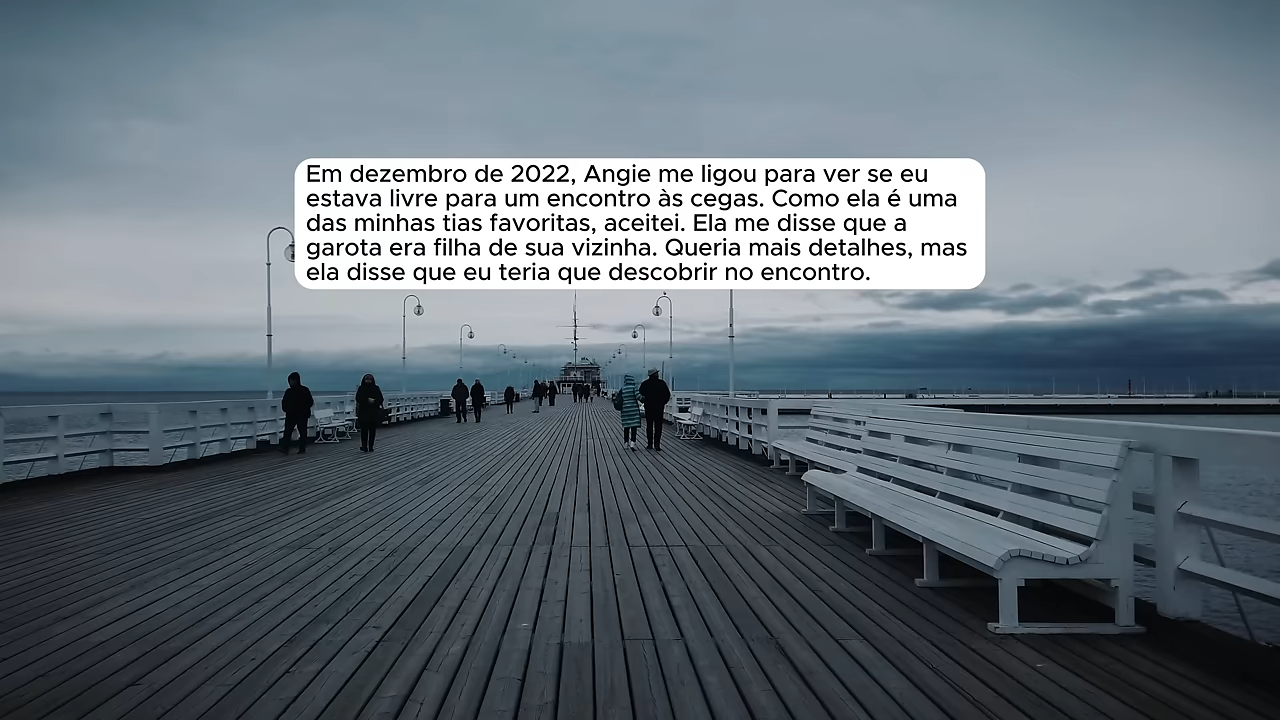 Em dezembro de 2022, Angie me ligou para ver se eu
estava livre para um encontro às cegas. Como ela é uma
das minhas tias favoritas, aceitei. Ela me disse que a
garota era filha de sua vizinha. Queria mais detalhes, mas
ela disse que eu teria que descobrir no encontro.